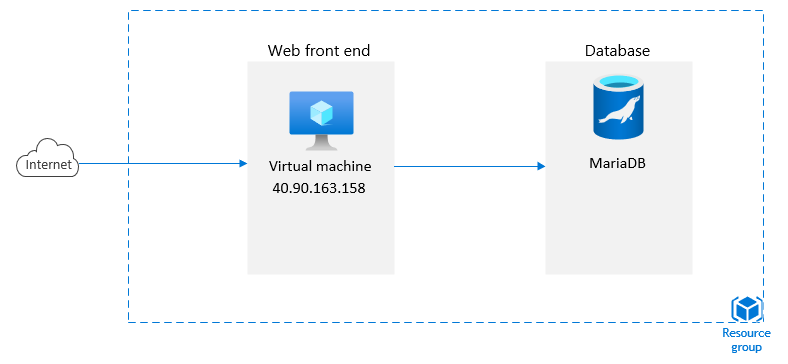 Web front end
Database
Internet
Virtual machine
40.90.163.158
MariaDB
Resource
group